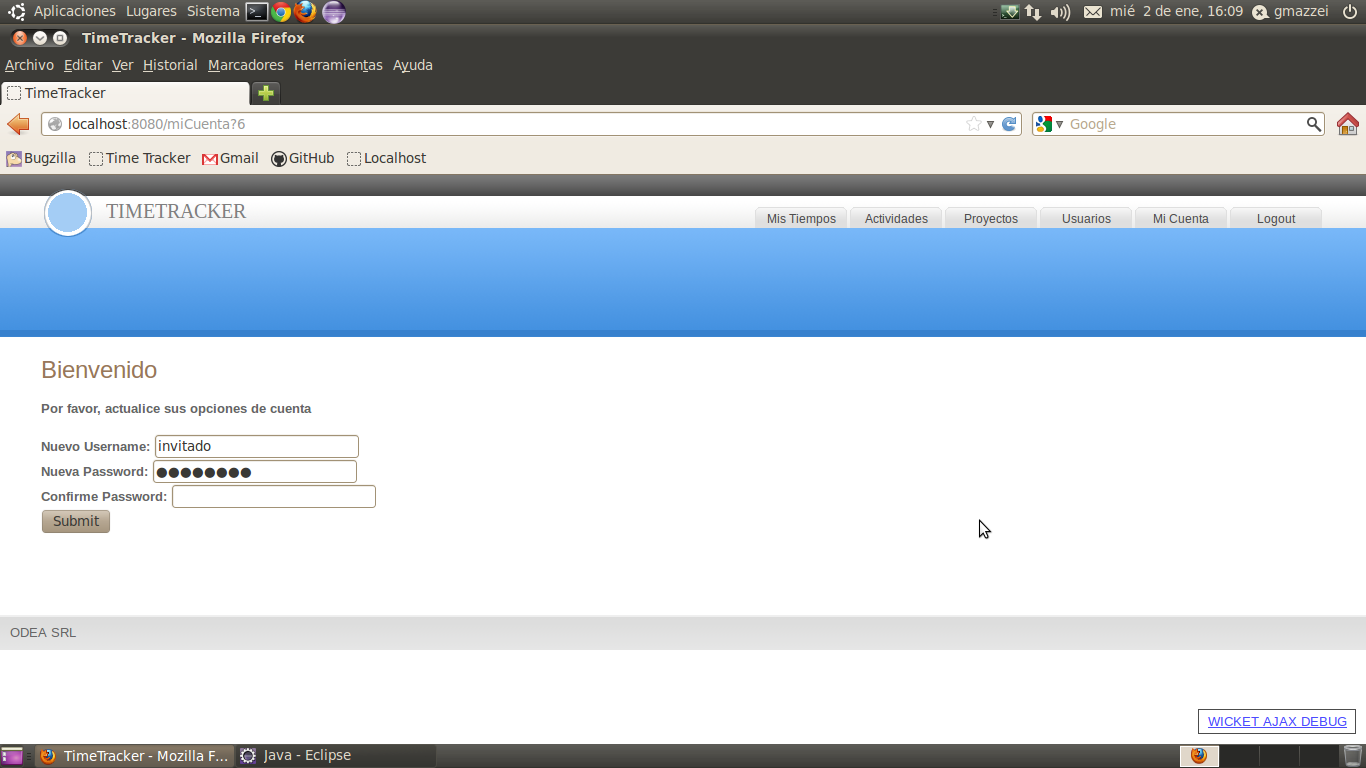 Aplicaciones Lugares Sistema mié 2 de ene, 16:09 gmazzei
TimeTracker - Mozilla Firefox
Archivo Editar Ver Historial Marcadores Herramientas Ayuda
TimeTracker
localhost:8080/miCuenta?6 Google
Bugzilla Time Tracker Gmail GitHub Localhost
TIMETRACKER
Mis Tiempos Actividades Proyectos Usuarios Mi Cuenta Logout
Bienvenido
Por favor, actualice sus opciones de cuenta
Nuevo Username: invitado
Nueva Password: ●●●●●●●●
Confirme Password:
Submit
ODEA SRL
WICKET AJAX DEBUG
TimeTracker - Mozilla F... Java - Eclipse